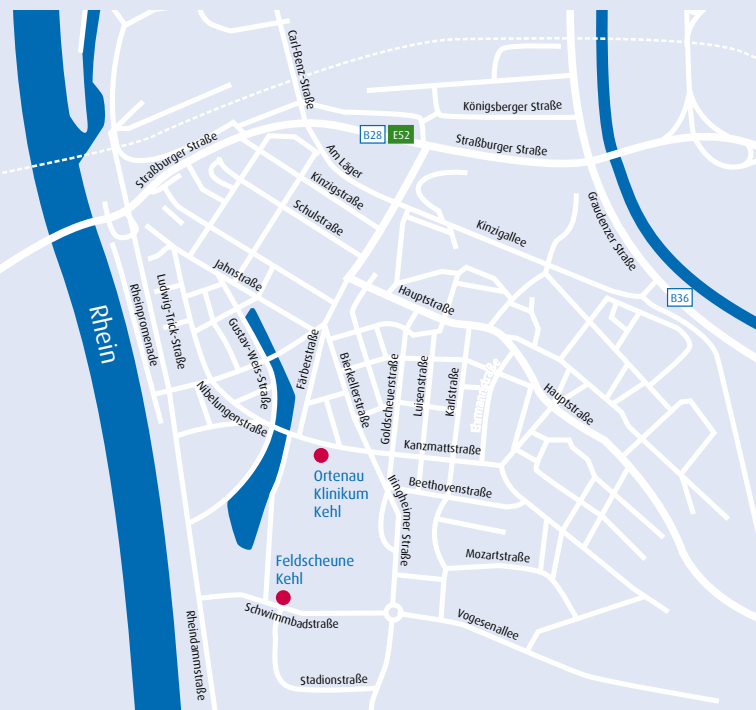 Carl-Benz-Straße
Königsberger Straße
B28
E52
Straßburger Straße
Straßburger Straße
Am Läger
Kinzigstraße
Schulstraße
Kinzigallee
Graudenzer Straße
B36
Jahnstraße
Hauptstraße
Rhein
Rheinpromenade
Ludwig-Trick-Straße
Gustav-Weis-Straße
Färberstraße
Bierkellerstraße
Goldscheuerstraße
Luisenstraße
Karlstraße
Hauptstraße
Nibelungenstraße
Kanzmattstraße
Ortenau
Klinikum
Kehl
Iringheimer Straße
Beethovenstraße
Mozartstraße
Feldscheune
Kehl
Schwimmbadstraße
Vogesenallee
Rheindammstraße
Stadionstraße